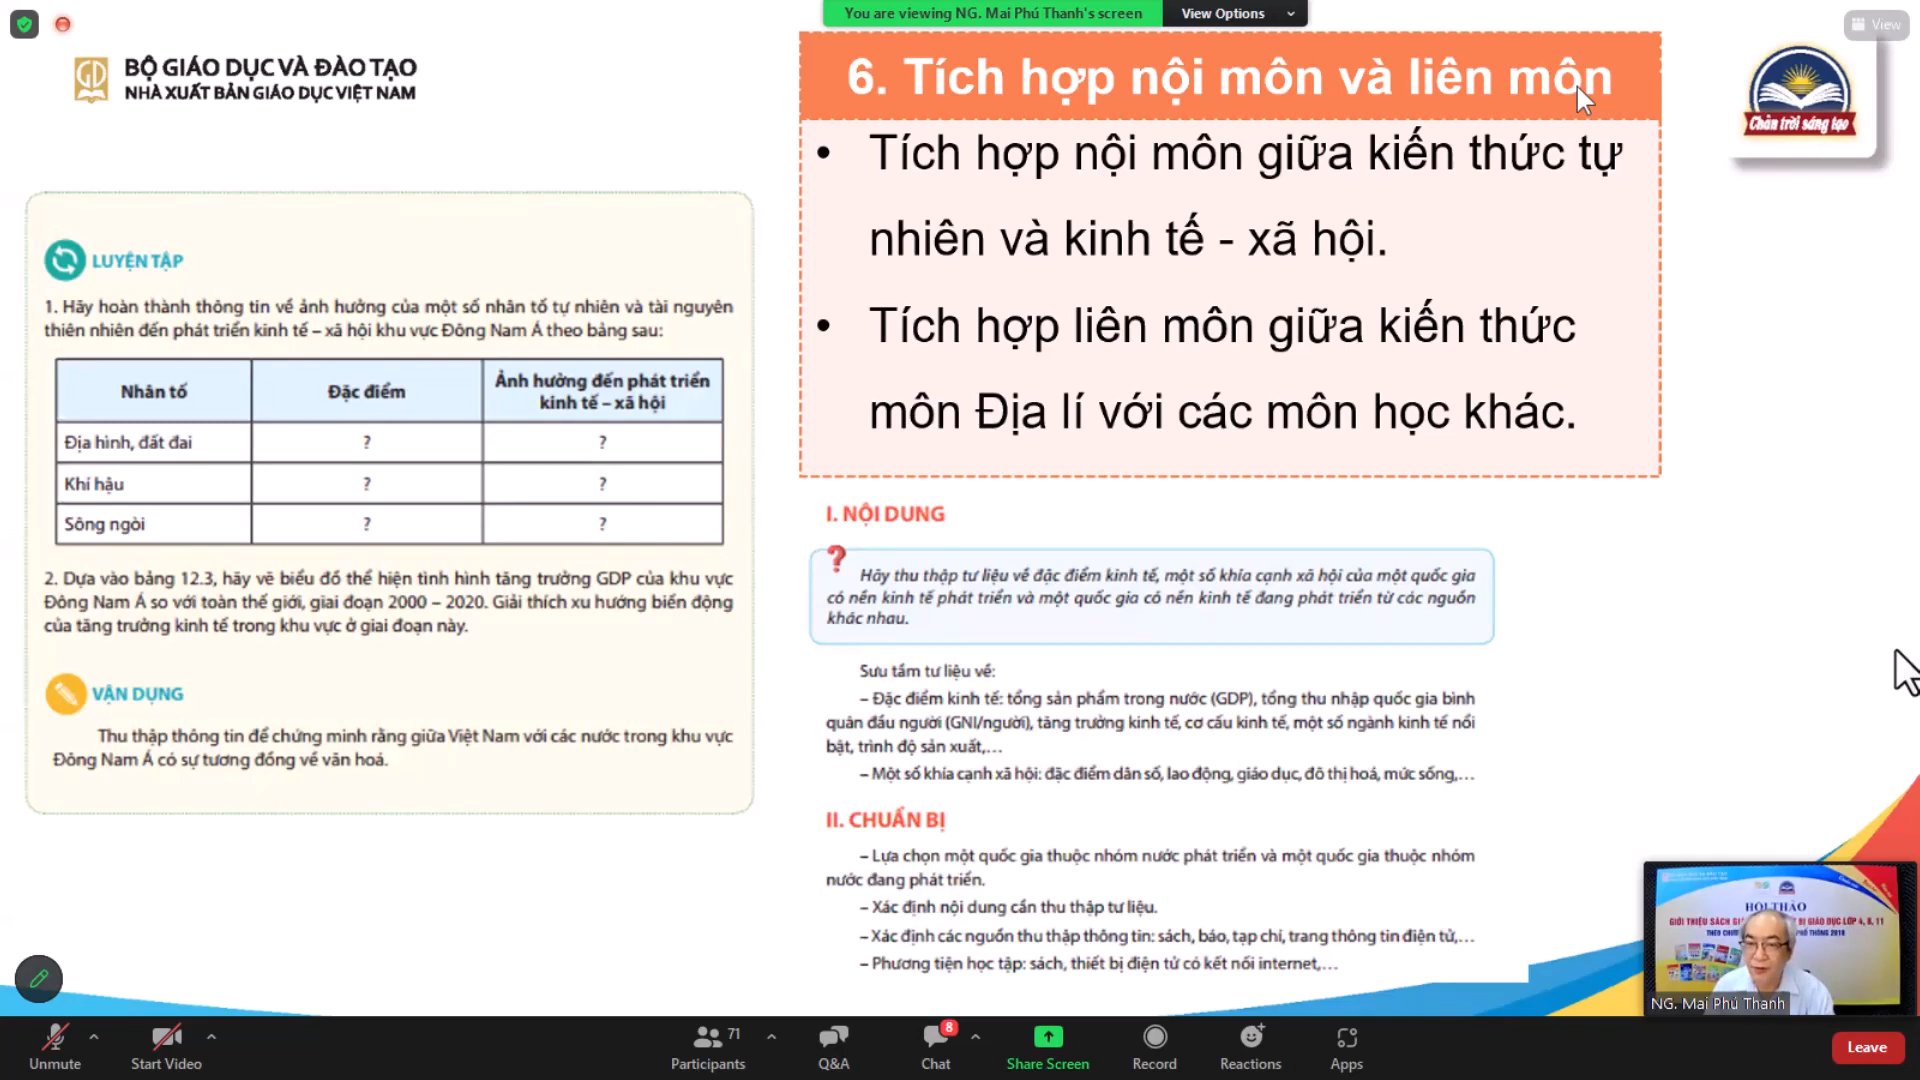 You are viewing NG. Mai Phú Thanh's screen
View Options
View
BỘ GIÁO DỤC VÀ ĐÀO TẠO
NHÀ XUẤT BẢN GIÁO DỤC VIỆT NAM
Chân trời sáng tạo
6. Tích hợp nội môn và liên môn
• Tích hợp nội môn giữa kiến thức tự
nhiên và kinh tế - xã hội.
• Tích hợp liên môn giữa kiến thức
môn Địa lí với các môn học khác.
LUYỆN TẬP
1. Hãy hoàn thành thông tin về ảnh hưởng của một số nhân tố tự nhiên và tài nguyên
thiên nhiên đến phát triển kinh tế – xã hội khu vực Đông Nam Á theo bảng sau:
Nhân tố Đặc điểm Ảnh hưởng đến phát triển
kinh tế – xã hội
Địa hình, đất đai ? ?
Khí hậu ? ?
Sông ngòi ? ?
2. Dựa vào bảng 12.3, hãy vẽ biểu đồ thể hiện tình hình tăng trưởng GDP của khu vực
Đông Nam Á so với toàn thế giới, giai đoạn 2000 – 2020. Giải thích xu hướng biến động
của tăng trưởng kinh tế trong khu vực ở giai đoạn này.
VẬN DỤNG
Thu thập thông tin để chứng minh rằng giữa Việt Nam với các nước trong khu vực
Đông Nam Á có sự tương đồng về văn hoá.
I. NỘI DUNG
?
Hãy thu thập tư liệu về đặc điểm kinh tế, một số khía cạnh xã hội của một quốc gia
có nền kinh tế phát triển và một quốc gia có nền kinh tế đang phát triển từ các nguồn
khác nhau.
Sưu tầm tư liệu về:
– Đặc điểm kinh tế: tổng sản phẩm trong nước (GDP), tổng thu nhập quốc gia bình
quân đầu người (GNI/người), tăng trưởng kinh tế, cơ cấu kinh tế, một số ngành kinh tế nổi
bật, trình độ sản xuất,...
– Một số khía cạnh xã hội: đặc điểm dân số, lao động, giáo dục, đô thị hoá, mức sống,...
II. CHUẨN BỊ
– Lựa chọn một quốc gia thuộc nhóm nước phát triển và một quốc gia thuộc nhóm
nước đang phát triển.
– Xác định nội dung cần thu thập tư liệu.
– Xác định các nguồn thu thập thông tin: sách, báo, tạp chí, trang thông tin điện tử,...
– Phương tiện học tập: sách, thiết bị điện tử có kết nối internet,...
HỘI THẢO
GIỚI THIỆU SÁCH GI BỊ GIÁO DỤC LỚP 4, 8, 11
THEO CHƯ PHỔ THÔNG 2018
NG. Mai Phú Thanh
Unmute
Start Video
Participants 71
Q&A
Chat 8
Share Screen
Record
Reactions
Apps
Leave